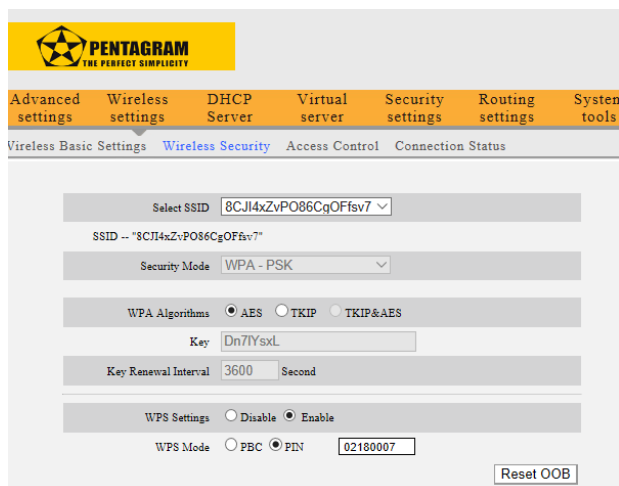 PENTAGRAM
THE PERFECT SIMPLICITY
Advanced settings Wireless settings DHCP Server Virtual server Security settings Routing settings System tools
Wireless Basic Settings Wireless Security Access Control Connection Status
Select SSID 8CJI4xZvPO86CgOFfsv7
SSID -- "8CJI4xZvPO86CgOFfsv7"
Security Mode WPA - PSK
WPA Algorithms AES TKIP TKIP&AES
Key Dn7IYsxL
Key Renewal Interval 3600 Second
WPS Settings Disable Enable
WPS Mode PBC PIN 02180007
Reset OOB